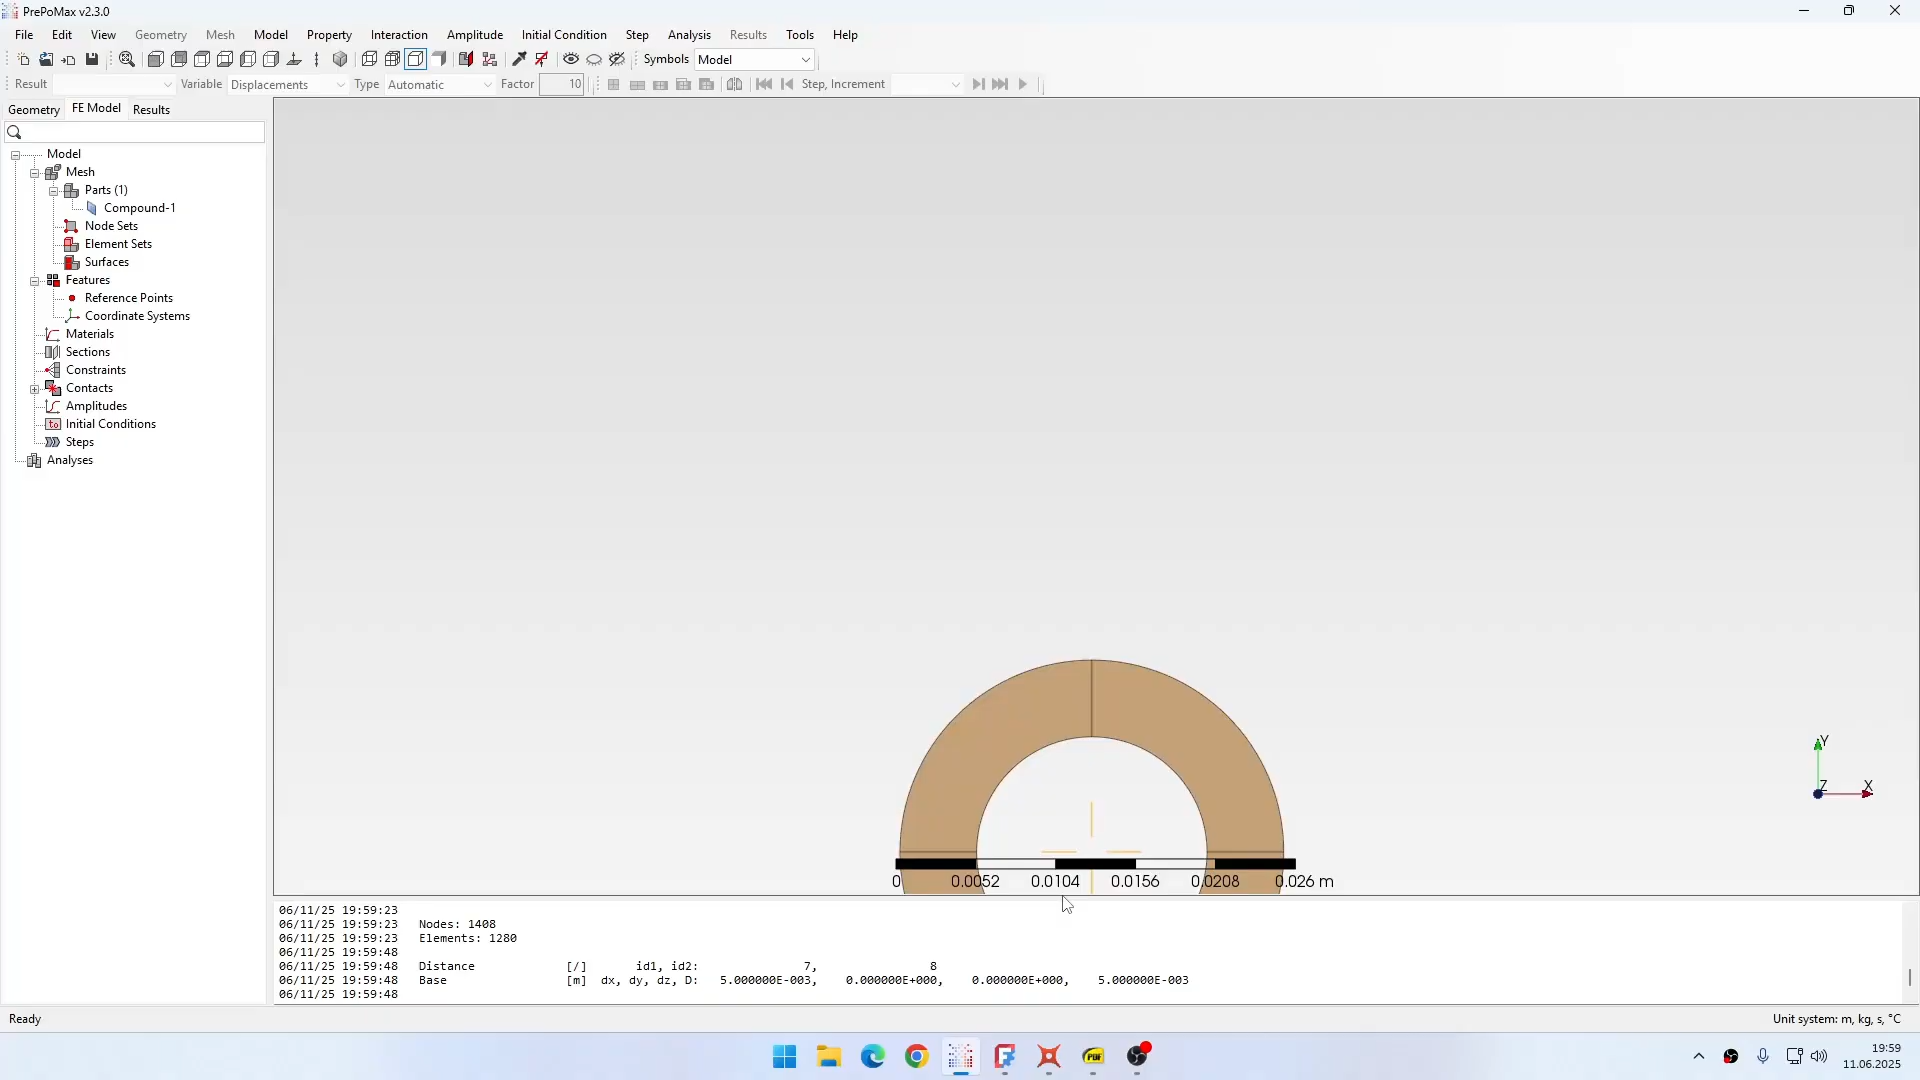 PrePoMax v2.3.0
File Edit View Geometry Mesh Model Property Interaction Amplitude Initial Condition Step Analysis Results Tools Help
Symbols Model
Result Variable Displacements Type Automatic Factor 10 Step, Increment
Geometry FE Model Results
Model
Mesh
Parts (1)
Compound-1
Node Sets
Element Sets
Surfaces
Features
Reference Points
Coordinate Systems
Materials
Sections
Constraints
Contacts
Amplitudes
Initial Conditions
Steps
Analyses
Y
Z X
0 0.0052 0.0104 0.0156 0.0208 0.026 m
06/11/25 19:59:23
06/11/25 19:59:23 Nodes: 1408
06/11/25 19:59:23 Elements: 1280
06/11/25 19:59:48
06/11/25 19:59:48 Distance [/] id1, id2: 7, 8
06/11/25 19:59:48 Base [m] dx, dy, dz, D: 5.000000E-003, 0.000000E+000, 0.000000E+000, 5.000000E-003
06/11/25 19:59:48
Ready Unit system: m, kg, s, °C
PDF
19:59
11.06.2025